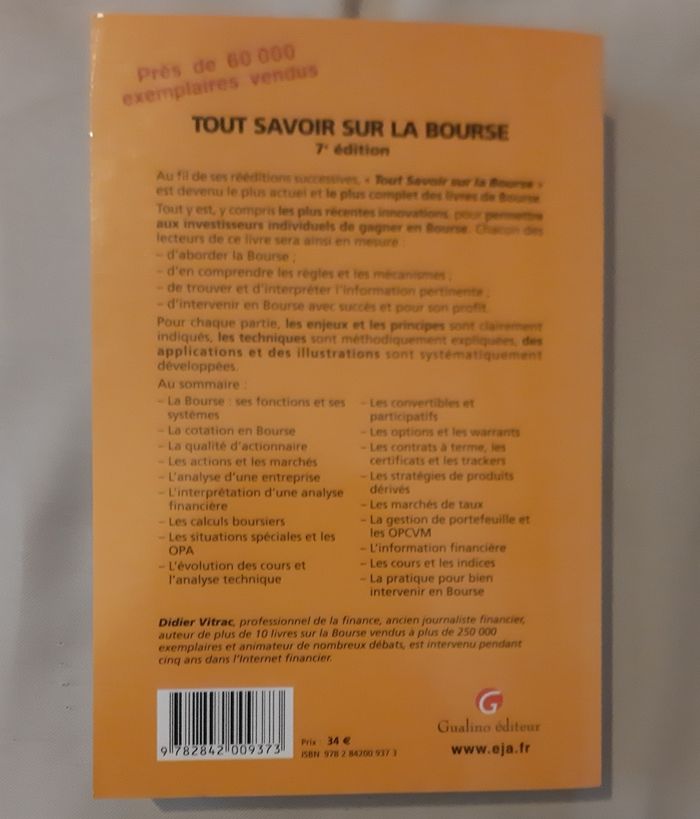 Près de 60 000
exemplaires vendus
TOUT SAVOIR SUR LA BOURSE
7e édition
Au fil de ses rééditions successives, « Tout Savoir sur la Bourse »
est devenu le plus actuel et le plus complet des livres de Bourse.
Tout y est, y compris les plus récentes innovations, pour permettre
aux investisseurs individuels de gagner en Bourse. Chacun des
lecteurs de ce livre sera ainsi en mesure :
– d'aborder la Bourse ;
– d'en comprendre les règles et les mécanismes ;
– de trouver et d'interpréter l'information pertinente ;
– d'intervenir en Bourse avec succès et pour son profit.
Pour chaque partie, les enjeux et les principes sont clairement
indiqués, les techniques sont méthodiquement expliquées, des
applications et des illustrations sont systématiquement
développées.
Au sommaire :
– La Bourse : ses fonctions et ses
systèmes
– La cotation en Bourse
– La qualité d'actionnaire
– Les actions et les marchés
– L'analyse d'une entreprise
– L'interprétation d'une analyse
financière
– Les calculs boursiers
– Les situations spéciales et les
OPA
– L'évolution des cours et
l'analyse technique
– Les convertibles et
participatifs
– Les options et les warrants
– Les contrats à terme, les
certificats et les trackers
– Les stratégies de produits
dérivés
– Les marchés de taux
– La gestion de portefeuille et
les OPCVM
– L'information financière
– Les cours et les indices
– La pratique pour bien
intervenir en Bourse
Didier Vitrac, professionnel de la finance, ancien journaliste financier,
auteur de plus de 10 livres sur la Bourse vendus à plus de 250 000
exemplaires et animateur de nombreux débats, est intervenu pendant
cinq ans dans l'Internet financier.
9 782842 009373
Prix : 34 €
ISBN 978 2 84200 937 3
G
Gualino éditeur
www.eja.fr